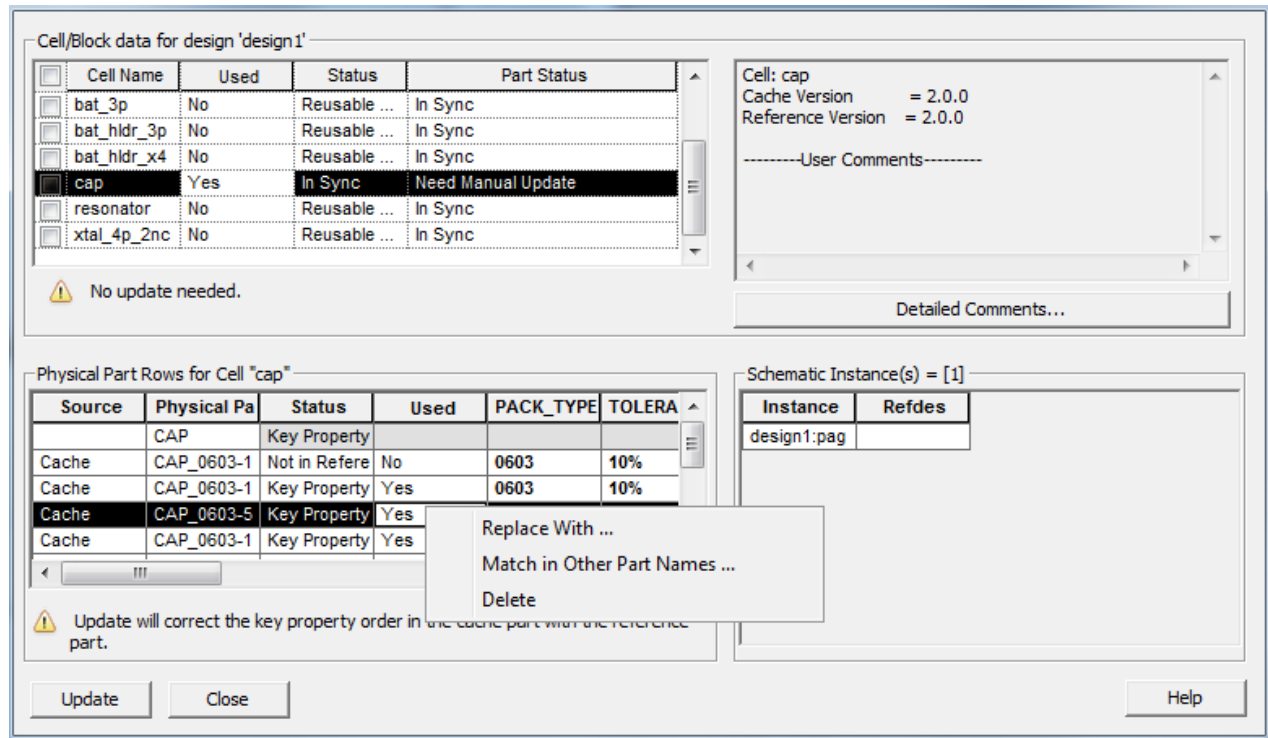 Cell/Block data for design 'design1'
Cell Name Used Status Part Status
bat_3p No Reusable ... In Sync
bat_hldr_3p No Reusable ... In Sync
bat_hldr_x4 No Reusable ... In Sync
cap Yes In Sync Need Manual Update
resonator No Reusable ... In Sync
xtal_4p_2nc No Reusable ... In Sync
No update needed.
Cell: cap
Cache Version = 2.0.0
Reference Version = 2.0.0
---------User Comments---------
Detailed Comments...
Physical Part Rows for Cell "cap"
Source Physical Pa Status Used PACK_TYPE TOLERA
CAP Key Property
Cache CAP_0603-1 Not in Refere No 0603 10%
Cache CAP_0603-1 Key Property Yes 0603 10%
Cache CAP_0603-5 Key Property Yes
Cache CAP_0603-1 Key Property Yes
Replace With ...
Match in Other Part Names ...
Delete
Update will correct the key property order in the cache part with the reference
part.
Schematic Instance(s) = [1]
Instance Refdes
design1:pag
Update Close Help